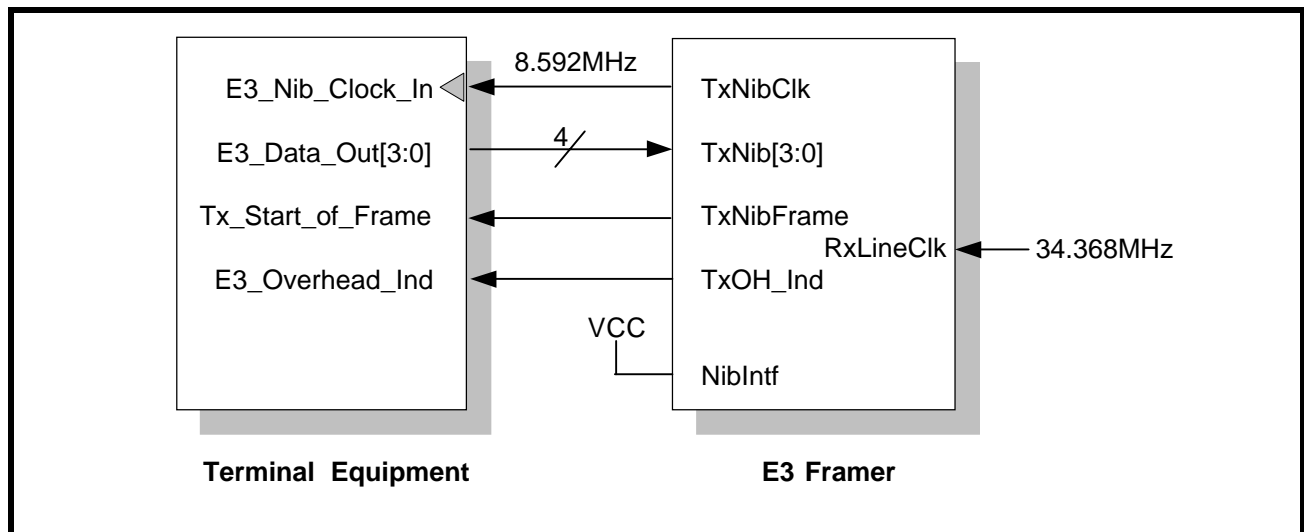 8.592MHz
E3_Nib_Clock_In
TxNibClk
E3_Data_Out[3:0]
4
TxNib[3:0]
Tx_Start_of_Frame
TxNibFrame
RxLineClk
34.368MHz
E3_Overhead_Ind
TxOH_Ind
VCC
NibIntf
Terminal Equipment
E3 Framer